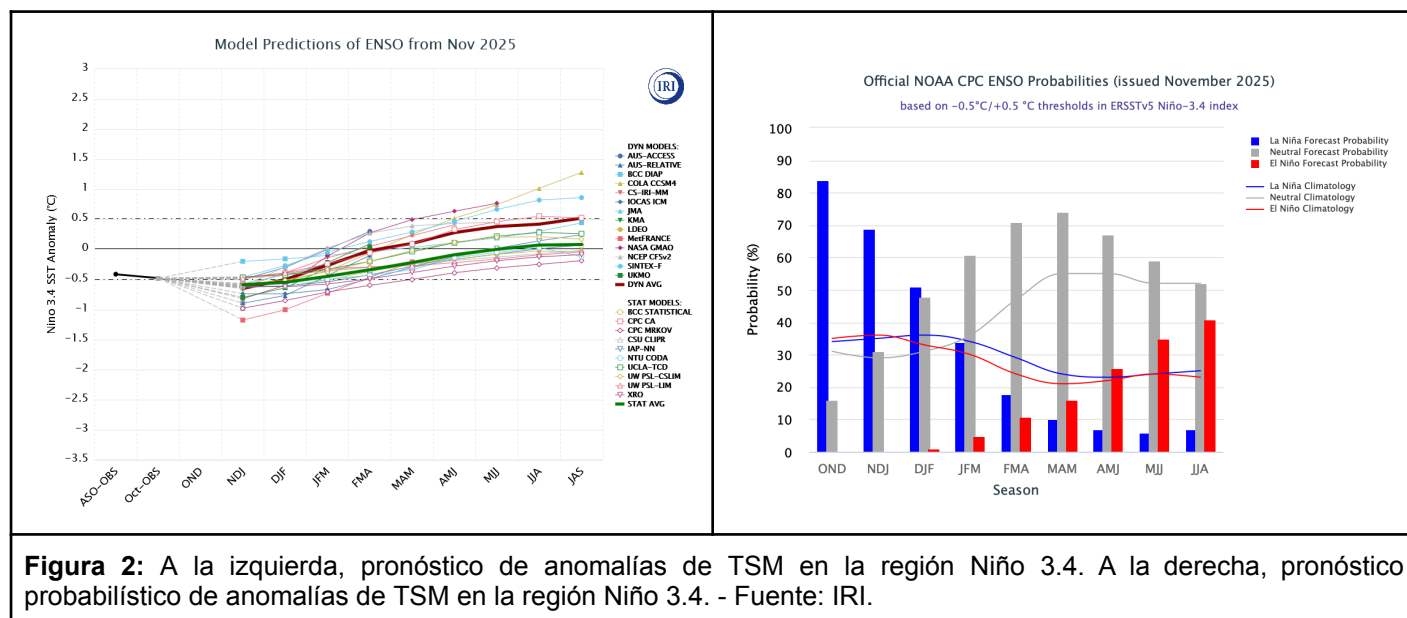 Model Predictions of ENSO from Nov 2025
IRI
Nino 3.4 SST Anomaly (°C)
3
2.5
2
1.5
1
0.5
0
−0.5
−1
−1.5
−2
−2.5
−3
−3.5
ASO-OBS
Oct-OBS
OND
NDJ
DJF
JFM
FMA
MAM
AMJ
MJJ
JJA
JAS
DYN MODELS:
AUS-ACCESS
AUS-RELATIVE
BCC DIAP
COLA CCSM4
CS-IRI-MM
IOCAS ICM
JMA
KMA
LDEO
MetFRANCE
NASA GMAO
NCEP CFSv2
SINTEX-F
UKMO
DYN AVG
STAT MODELS:
BCC STATISTICAL
CPC CA
CPC MRKOV
CSU CLIPR
IAP-NN
NTU CODA
UCLA-TCD
UW PSL-CSLIM
UW PSL-LIM
XRO
STAT AVG
Official NOAA CPC ENSO Probabilities (issued November 2025)
based on −0.5°C/+0.5 °C thresholds in ERSSTv5 Niño-3.4 index
Probability (%)
100
90
80
70
60
50
40
30
20
10
0
OND
NDJ
DJF
JFM
FMA
MAM
AMJ
MJJ
JJA
Season
La Niña Forecast Probability
Neutral Forecast Probability
El Niño Forecast Probability
La Niña Climatology
Neutral Climatology
El Niño Climatology
Figura 2: A la izquierda, pronóstico de anomalías de TSM en la región Niño 3.4. A la derecha, pronóstico
probabilístico de anomalías de TSM en la región Niño 3.4. - Fuente: IRI.